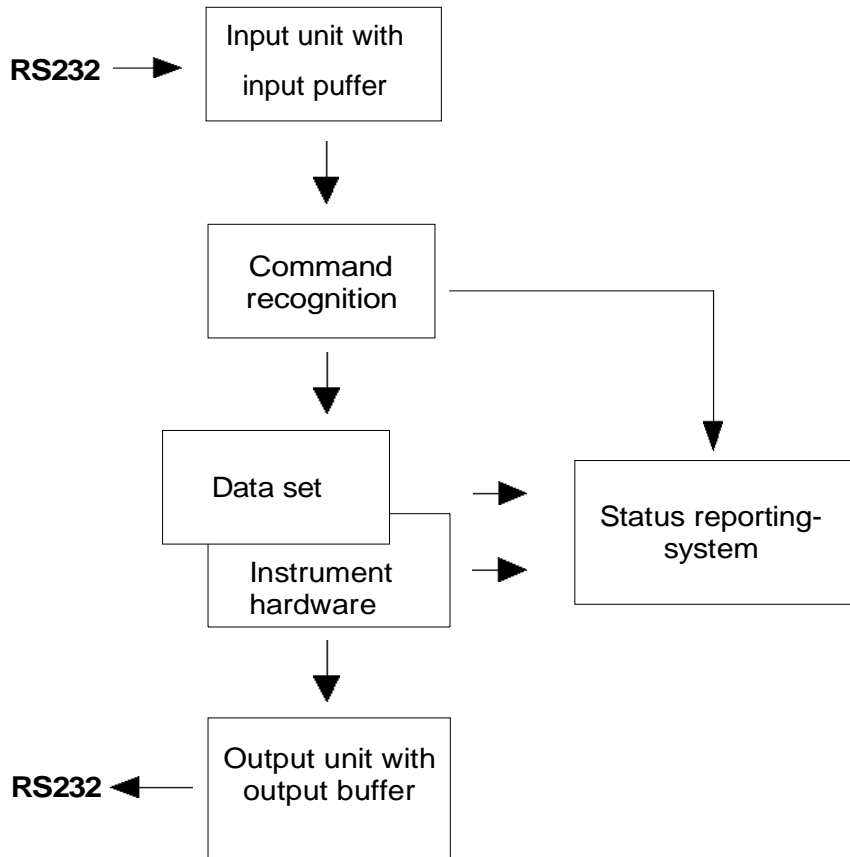 Input unit with
RS232
input puffer
Command
recognition
Data set
Status reporting-
system
Instrument
hardware
Output unit with
RS232
output buffer